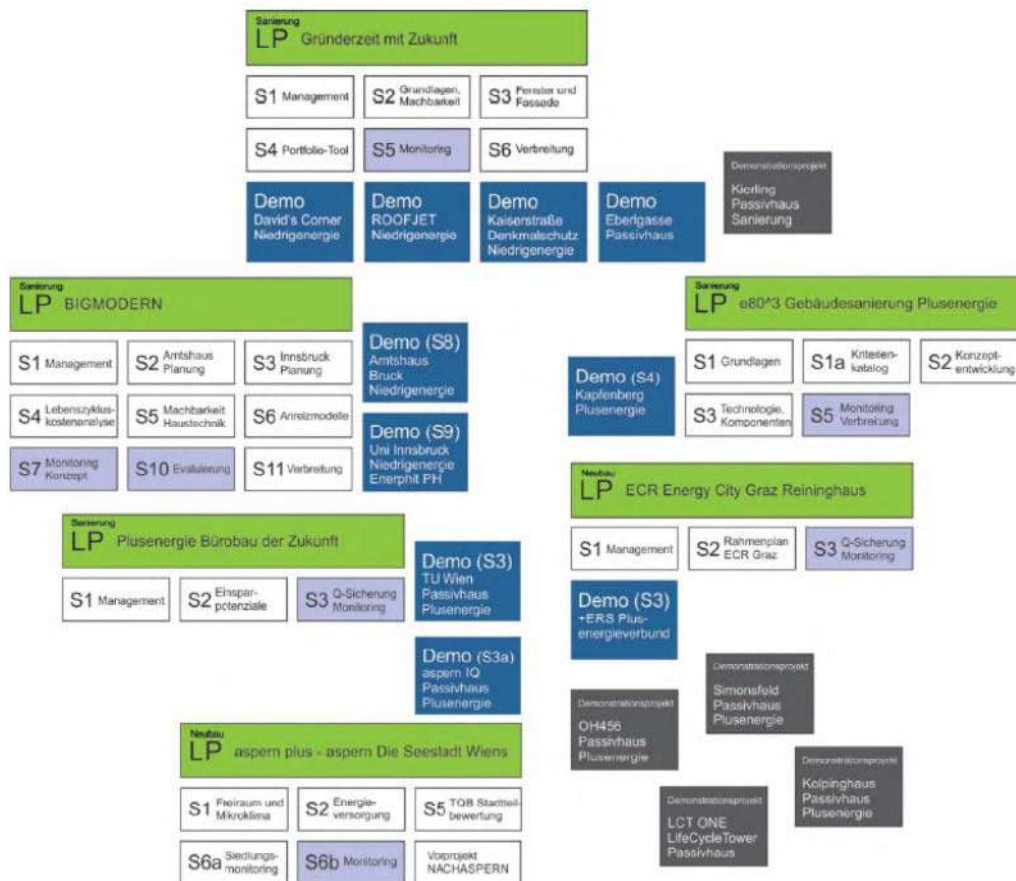 Sanierung
LP Gründerzeit mit Zukunft
S1 Management
S2 Grundlagen,
Machbarkeit
S3 Fenster und
Fassade
S4 Portfolio-Tool
S5 Monitoring
S6 Verbreitung
Demo
David's Corner
Niedrigenergie
Demo
ROOFJET
Niedrigenergie
Demo
Kaiserstraße
Denkmalschutz
Niedrigenergie
Demo
Eberlgasse
Passivhaus
Demonstrationsprojekt
Kierling
Passivhaus
Sanierung
Sanierung
LP BIGMODERN
S1 Management
S2 Amtshaus
Planung
S3 Innsbruck
Planung
S4 Lebenszyklus-
kostenanalyse
S5 Machbarkeit
Haustechnik
S6 Anreizmodelle
S7 Monitoring
Konzept
S10 Evaluierung
S11 Verbreitung
Demo (S8)
Amtshaus
Bruck
Niedrigenergie
Demo (S9)
Uni Innsbruck
Niedrigenergie
Enerphit PH
Sanierung
LP e80^3 Gebäudesanierung Plusenergie
Demo (S4)
Kapfenberg
Plusenergie
S1 Grundlagen
S1a Kriterien-
katalog
S2 Konzept-
entwicklung
S3 Technologie,
Komponenten
S5 Monitoring
Verbreitung
Neubau
LP ECR Energy City Graz Reininghaus
S1 Management
S2 Rahmenplan
ECR Graz
S3 Q-Sicherung
Monitoring
Demo (S3)
+ERS Plus-
energieverbund
Sanierung
LP Plusenergie Bürobau der Zukunft
S1 Management
S2 Einspar-
potenziale
S3 Q-Sicherung
Monitoring
Demo (S3)
TU Wien
Passivhaus
Plusenergie
Demo (S3a)
aspern IQ
Passivhaus
Plusenergie
Neubau
LP aspern plus - aspern Die Seestadt Wiens
S1 Freiraum und
Mikroklima
S2 Energie-
versorgung
S5 TQB Stadtteil-
bewertung
S6a Siedlungs-
monitoring
S6b Monitoring
Vorprojekt
NACHASPERN
Demonstrationsprojekt
Simonsfeld
Passivhaus
Plusenergie
Demonstrationsprojekt
OH456
Passivhaus
Plusenergie
Demonstrationsprojekt
Kolpinghaus
Passivhaus
Plusenergie
Demonstrationsprojekt
LCT ONE
LifeCycleTower
Passivhaus